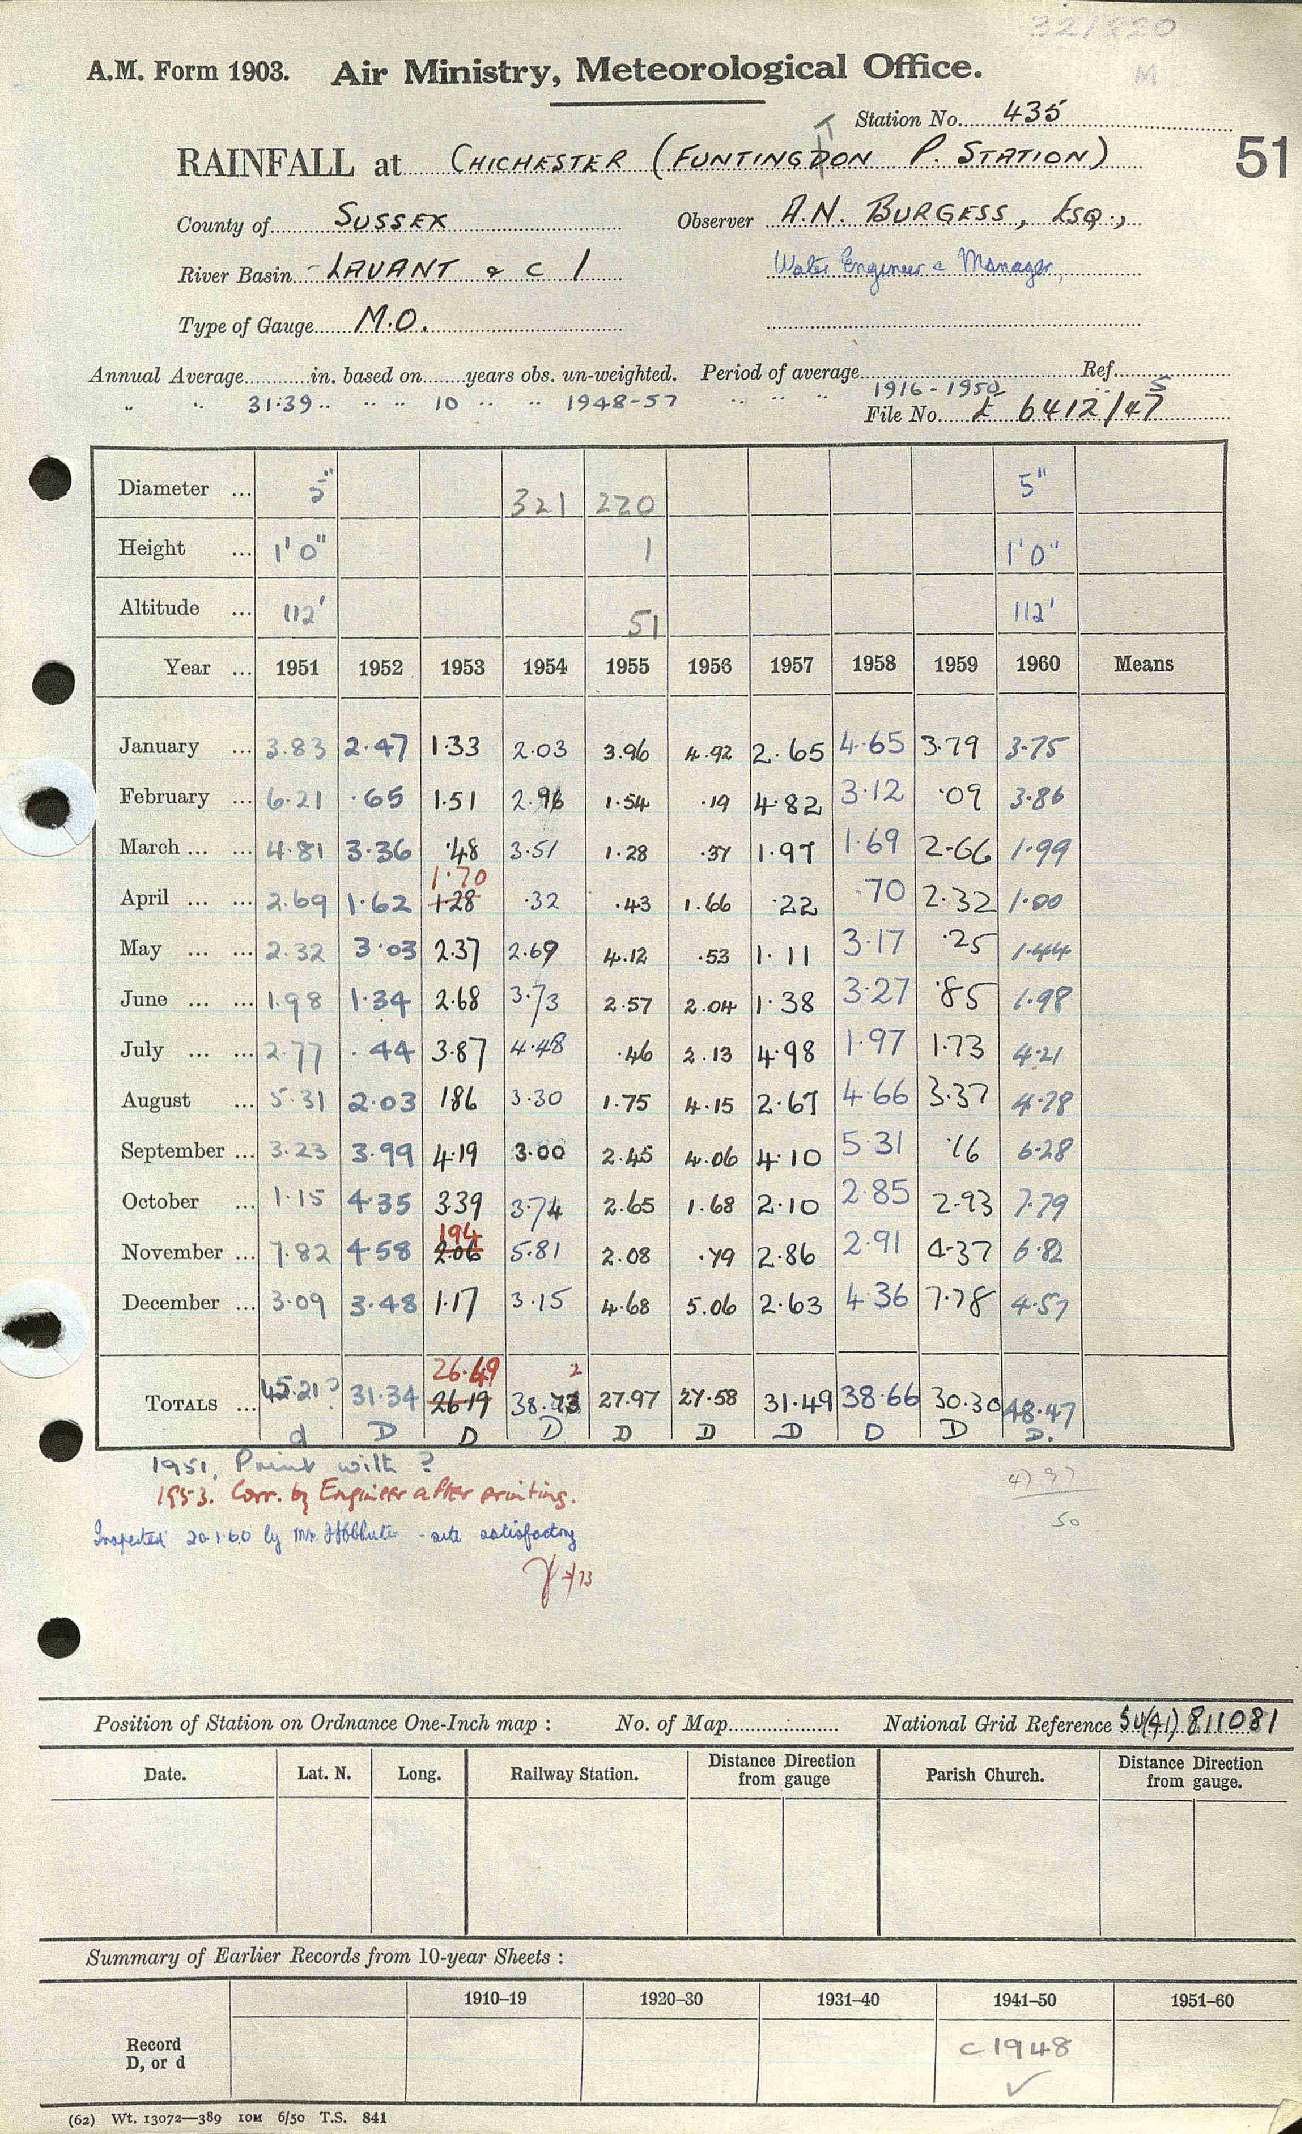 321220
M
A.M. Form 1903. Air Ministry, Meteorological Office.
Station No. 435
51
T
RAINFALL at CHICHESTER (FUNTINGDON P. STATION)
County of SUSSEX Observer A.N. BURGESS, ESQ.,
River Basin LAVANT & C 1 Water Engineer & Manager,
Type of Gauge M.O.
Annual Average in. based on years obs. un-weighted. Period of average Ref.
" " 31.39 " " " 10 " " 1948-57 " " " 1916-1950
File No. 6412/47 5
Diameter ... 5" 321 220 5"
Height ... 1'0" 1 1'0"
Altitude ... 112' 51 112'
Year ... 1951 1952 1953 1954 1955 1956 1957 1958 1959 1960 Means
January ... 3.83 2.47 1.33 2.03 3.96 4.92 2.65 4.65 3.79 3.75
February ... 6.21 .65 1.51 2.96 1.54 .19 4.82 3.12 .09 3.86
March ... ... 4.81 3.36 .48 3.51 1.28 .37 1.97 1.69 2.66 1.99
1.70
April ... ... 2.69 1.62 1.28 .32 .43 1.66 .22 .70 2.32 1.00
May ... ... 2.32 3.03 2.37 2.69 4.12 .53 1.11 3.17 .25 1.44
June ... ... 1.98 1.34 2.68 3.73 2.57 2.04 1.38 3.27 .85 1.98
July ... ... 2.77 .44 3.87 4.48 .46 2.13 4.98 1.97 1.73 4.21
August ... 5.31 2.03 186 3.30 1.75 4.15 2.67 4.66 3.37 4.78
September ... 3.23 3.99 4.19 3.00 2.45 4.06 4.10 5.31 .16 6.28
October ... 1.15 4.35 3.39 3.74 2.65 1.68 2.10 2.85 2.93 7.79
194
November ... 7.82 4.58 2.06 5.81 2.08 .79 2.86 2.91 4.37 6.82
December ... 3.09 3.48 1.17 3.15 4.68 5.06 2.63 4.36 7.78 4.57
26.49 2
TOTALS ... 45.21? 31.34 26.19 38.73 27.97 27.58 31.49 38.66 30.30 48.47
d D D D D D D D D D.
1951, Print with ?
47 97
1953. Corr. by Engineer after printing.
50
Inspected 20.1.60 by Mr. - site satisfactory
Position of Station on Ordnance One-Inch map : No. of Map National Grid Reference SU(41) 811081
Date. Lat. N. Long. Railway Station. Distance Direction from gauge Parish Church. Distance Direction from gauge.
Summary of Earlier Records from 10-year Sheets :
1910-19 1920-30 1931-40 1941-50 1951-60
Record
D, or d
c 1948
✓
(62) Wt. 13072—389 10M 6/50 T.S. 841